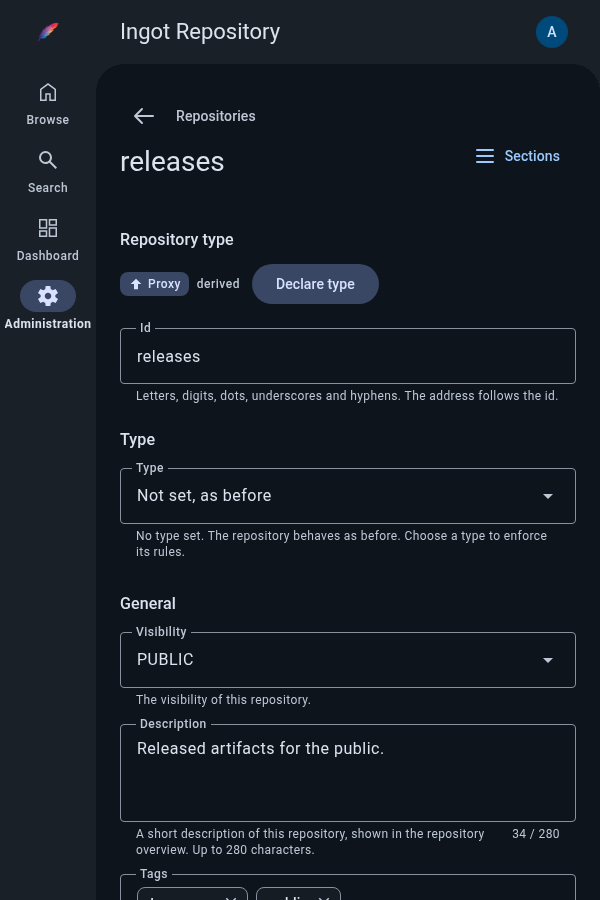 Ingot Repository
A
Browse
Search
Dashboard
Administration
Repositories
releases
Sections
Repository type
Proxy derived Declare type
Id
releases
Letters, digits, dots, underscores and hyphens. The address follows the id.
Type
Type
Not set, as before
No type set. The repository behaves as before. Choose a type to enforce
its rules.
General
Visibility
PUBLIC
The visibility of this repository.
Description
Released artifacts for the public.
A short description of this repository, shown in the repository
overview. Up to 280 characters.
34 / 280
Tags